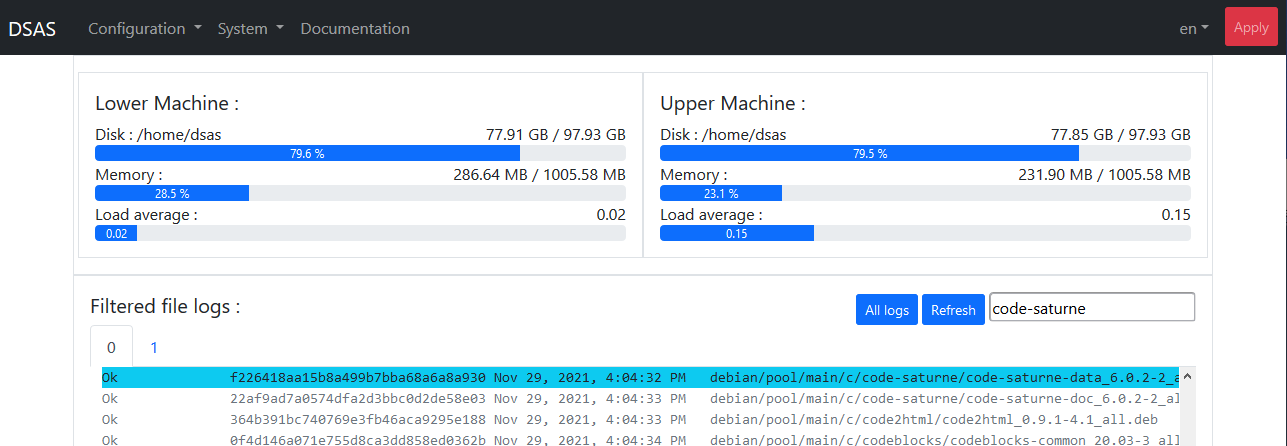 DSAS Configuration System Documentation en Apply
Lower Machine :
Disk : /home/dsas 77.91 GB / 97.93 GB
79.6 %
Memory : 286.64 MB / 1005.58 MB
28.5 %
Load average : 0.02
0.02
Upper Machine :
Disk : /home/dsas 77.85 GB / 97.93 GB
79.5 %
Memory : 231.90 MB / 1005.58 MB
23.1 %
Load average : 0.15
0.15
Filtered file logs : All logs Refresh code-saturne
0 1
Ok f226418aa15b8a499b7bba68a6a8a930 Nov 29, 2021, 4:04:32 PM debian/pool/main/c/code-saturne/code-saturne-data_6.0.2-2_a
Ok 22af9ad7a0574dfa2d3bbc0d2de58e03 Nov 29, 2021, 4:04:33 PM debian/pool/main/c/code-saturne/code-saturne-doc_6.0.2-2_al
Ok 364b391bc740769e3fb46aca9295e188 Nov 29, 2021, 4:04:33 PM debian/pool/main/c/code2html/code2html_0.9.1-4.1_all.deb
Ok 0f4d146a071e755d8ca3dd858ed0362b Nov 29, 2021, 4:04:34 PM debian/pool/main/c/codeblocks/codeblocks-common_20.03-3_all